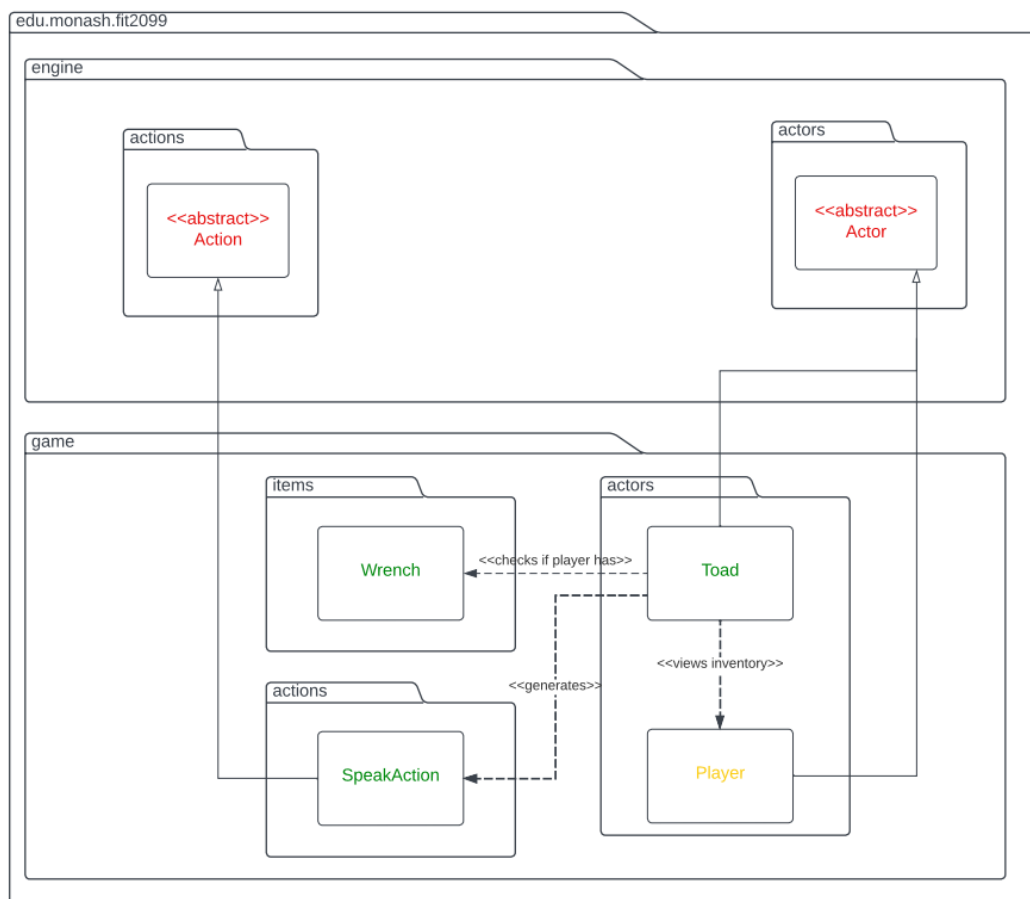 edu.monash.fit2099
engine
actions
actors
<<abstract>>
Action
<<abstract>>
Actor
game
items
actors
Wrench
<<checks if player has>>
Toad
<<views inventory>>
<<generates>>
actions
SpeakAction
Player